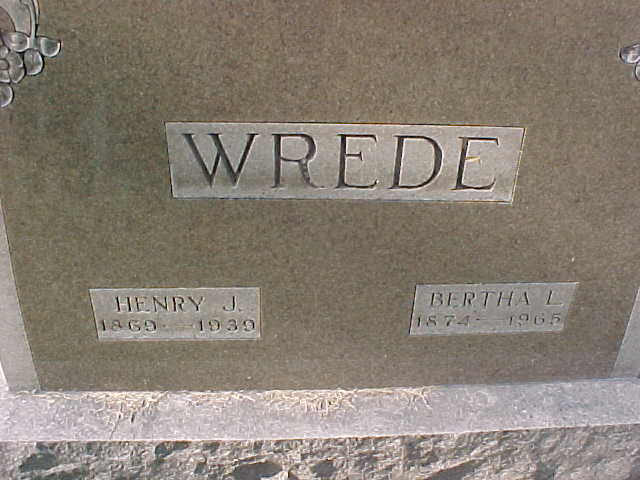 WREDE
HENRY J.
1869 — 1939
BERTHA L.
1874 — 1965